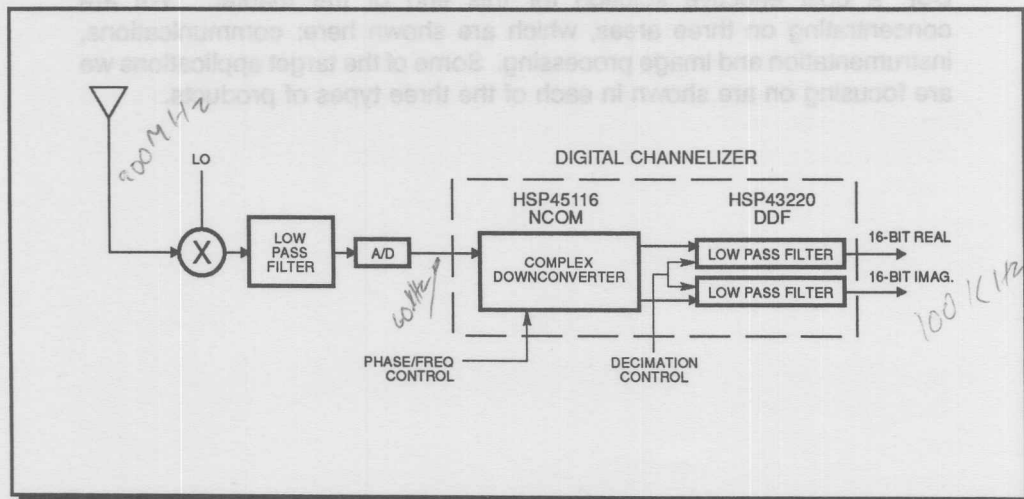 concentrating on three areas, which are shown here: communications,
instrumentation and image processing. Some of the target applications we
are focusing on are shown in each of the three types of products.
LO
DIGITAL CHANNELIZER
HSP45116
NCOM
HSP43220
DDF
X
LOW
PASS
FILTER
A/D
COMPLEX
DOWNCONVERTER
LOW PASS FILTER
LOW PASS FILTER
16-BIT REAL
16-BIT IMAG.
100 KHz
PHASE/FREQ
CONTROL
DECIMATION
CONTROL